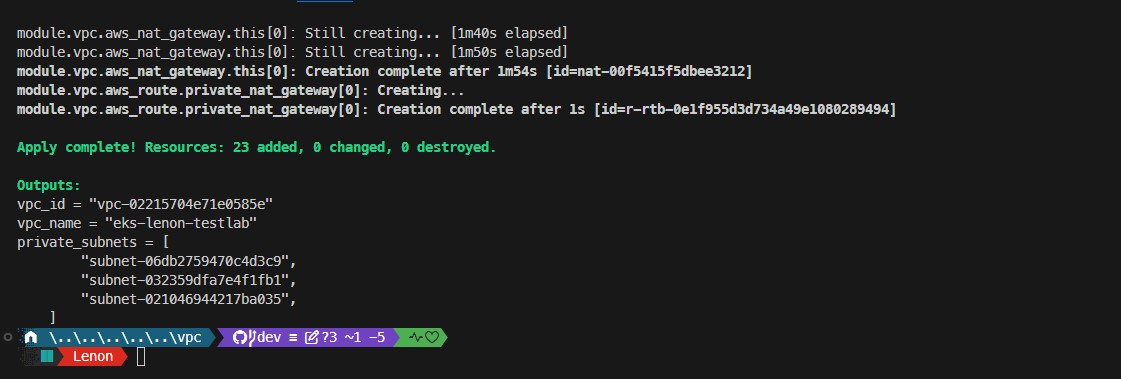 module.vpc.aws_nat_gateway.this[0]: Still creating... [1m40s elapsed]
module.vpc.aws_nat_gateway.this[0]: Still creating... [1m50s elapsed]
module.vpc.aws_nat_gateway.this[0]: Creation complete after 1m54s [id=nat-00f5415f5dbee3212]
module.vpc.aws_route.private_nat_gateway[0]: Creating...
module.vpc.aws_route.private_nat_gateway[0]: Creation complete after 1s [id=r-rtb-0e1f955d3d734a49e1080289494]
Apply complete! Resources: 23 added, 0 changed, 0 destroyed.
Outputs:
vpc_id = "vpc-02215704e71e0585e"
vpc_name = "eks-lenon-testlab"
private_subnets = [
"subnet-06db2759470c4d3c9",
"subnet-032359dfa7e4f1fb1",
"subnet-021046944217ba035",
]
\..\..\..\..\..\vpc dev ≡ ?3 ~1 -5
Lenon